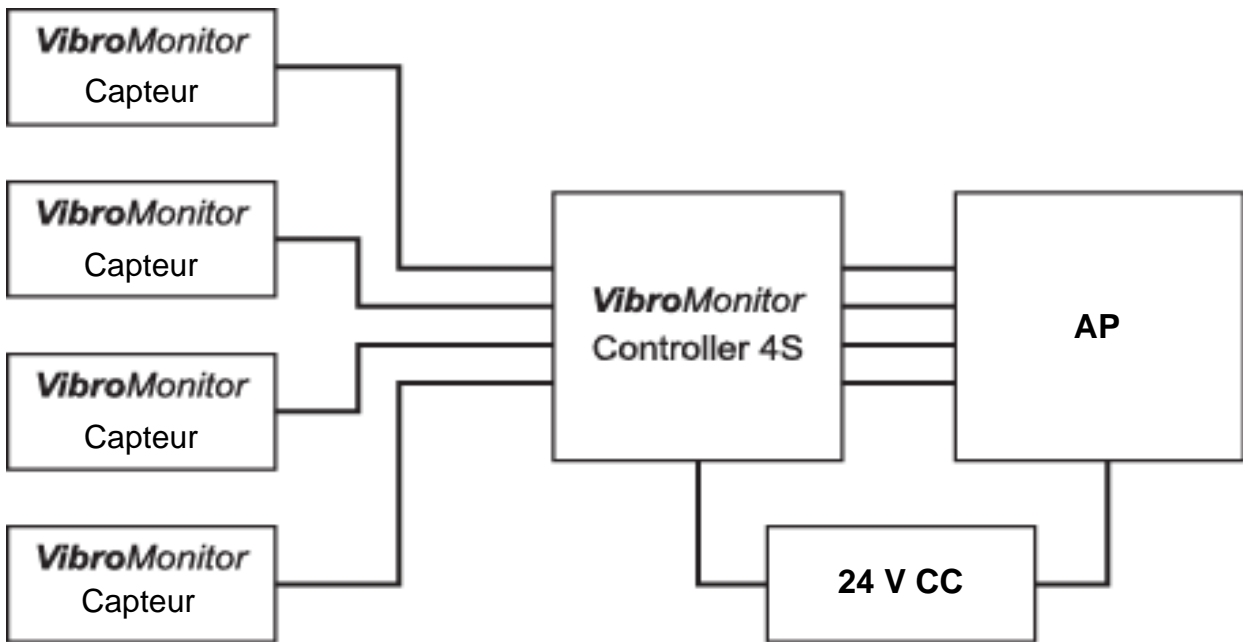 VibroMonitor
Capteur
VibroMonitor
Capteur
VibroMonitor
Capteur
VibroMonitor
Capteur
VibroMonitor
Controller 4S
AP
24 V CC